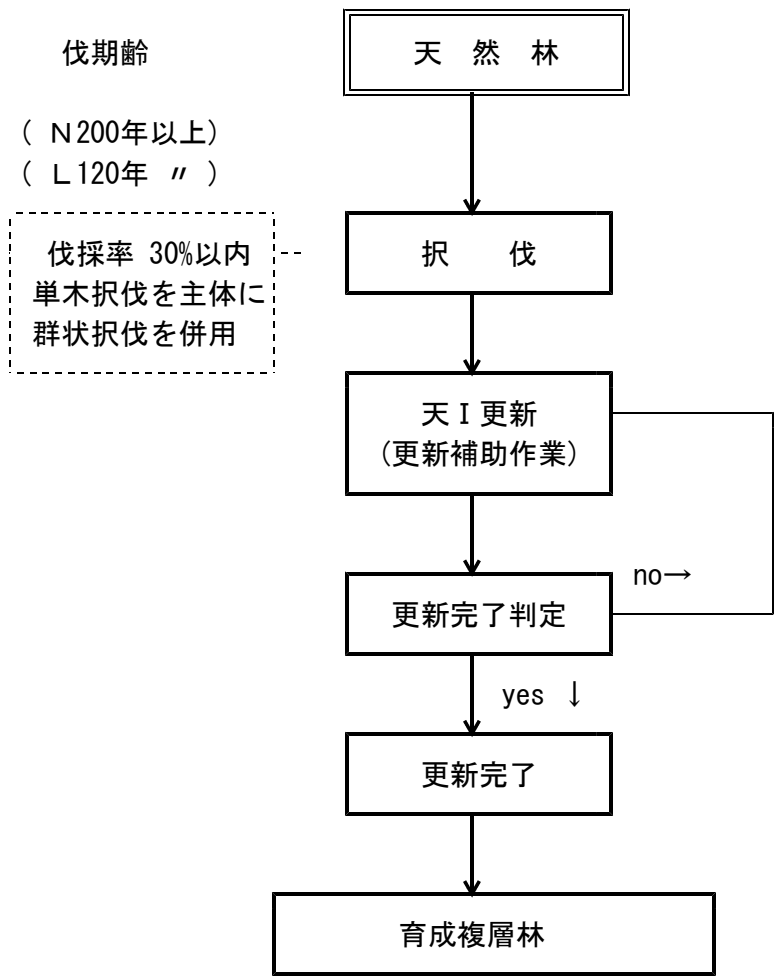 伐期齢
天　然　林
（ Ｎ200年以上）
（ Ｌ120年 〃 ）
伐採率 30%以内
単木択伐を主体に
群状択伐を併用
択　　伐
天Ⅰ更新
（更新補助作業）
no→
更新完了判定
yes ↓
更新完了
育成複層林